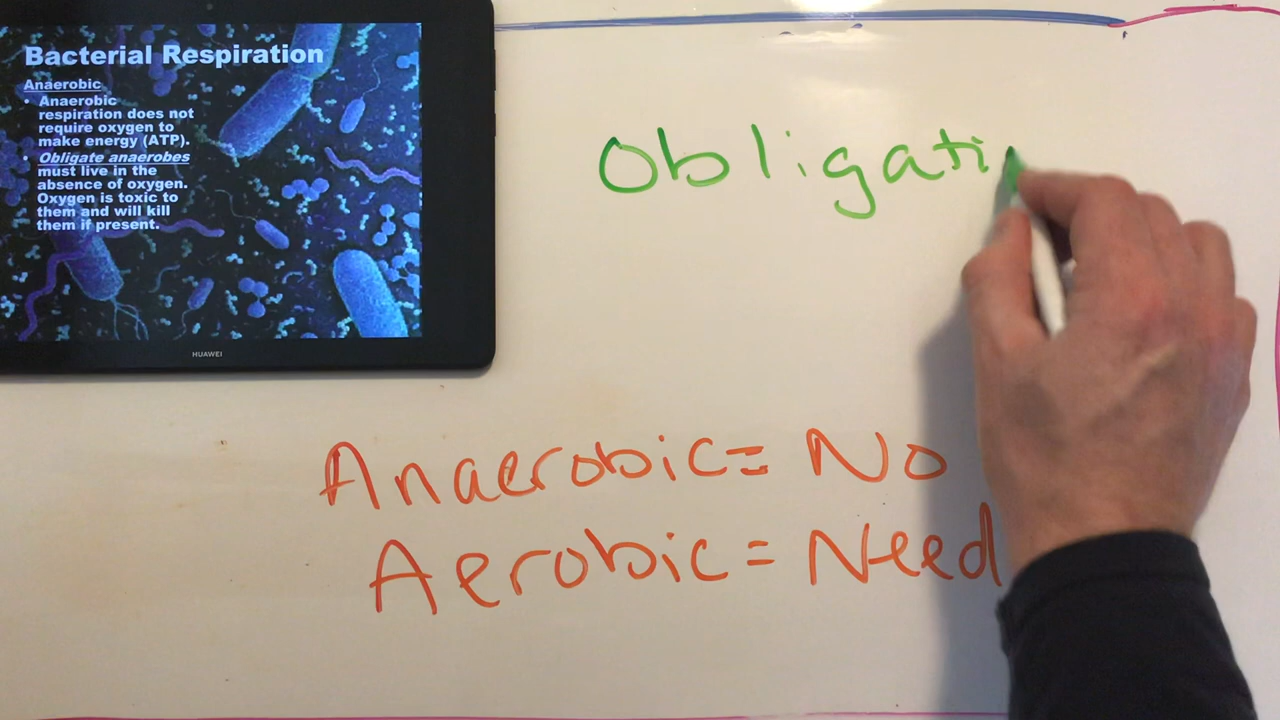 Bacterial Respiration
Anaerobic
• Anaerobic
respiration does not
require oxygen to
make energy (ATP).
• Obligate anaerobes
must live in the
absence of oxygen.
Oxygen is toxic to
them and will kill
them if present.
HUAWEI
Obligati
Anaerobic = No
Aerobic = Need